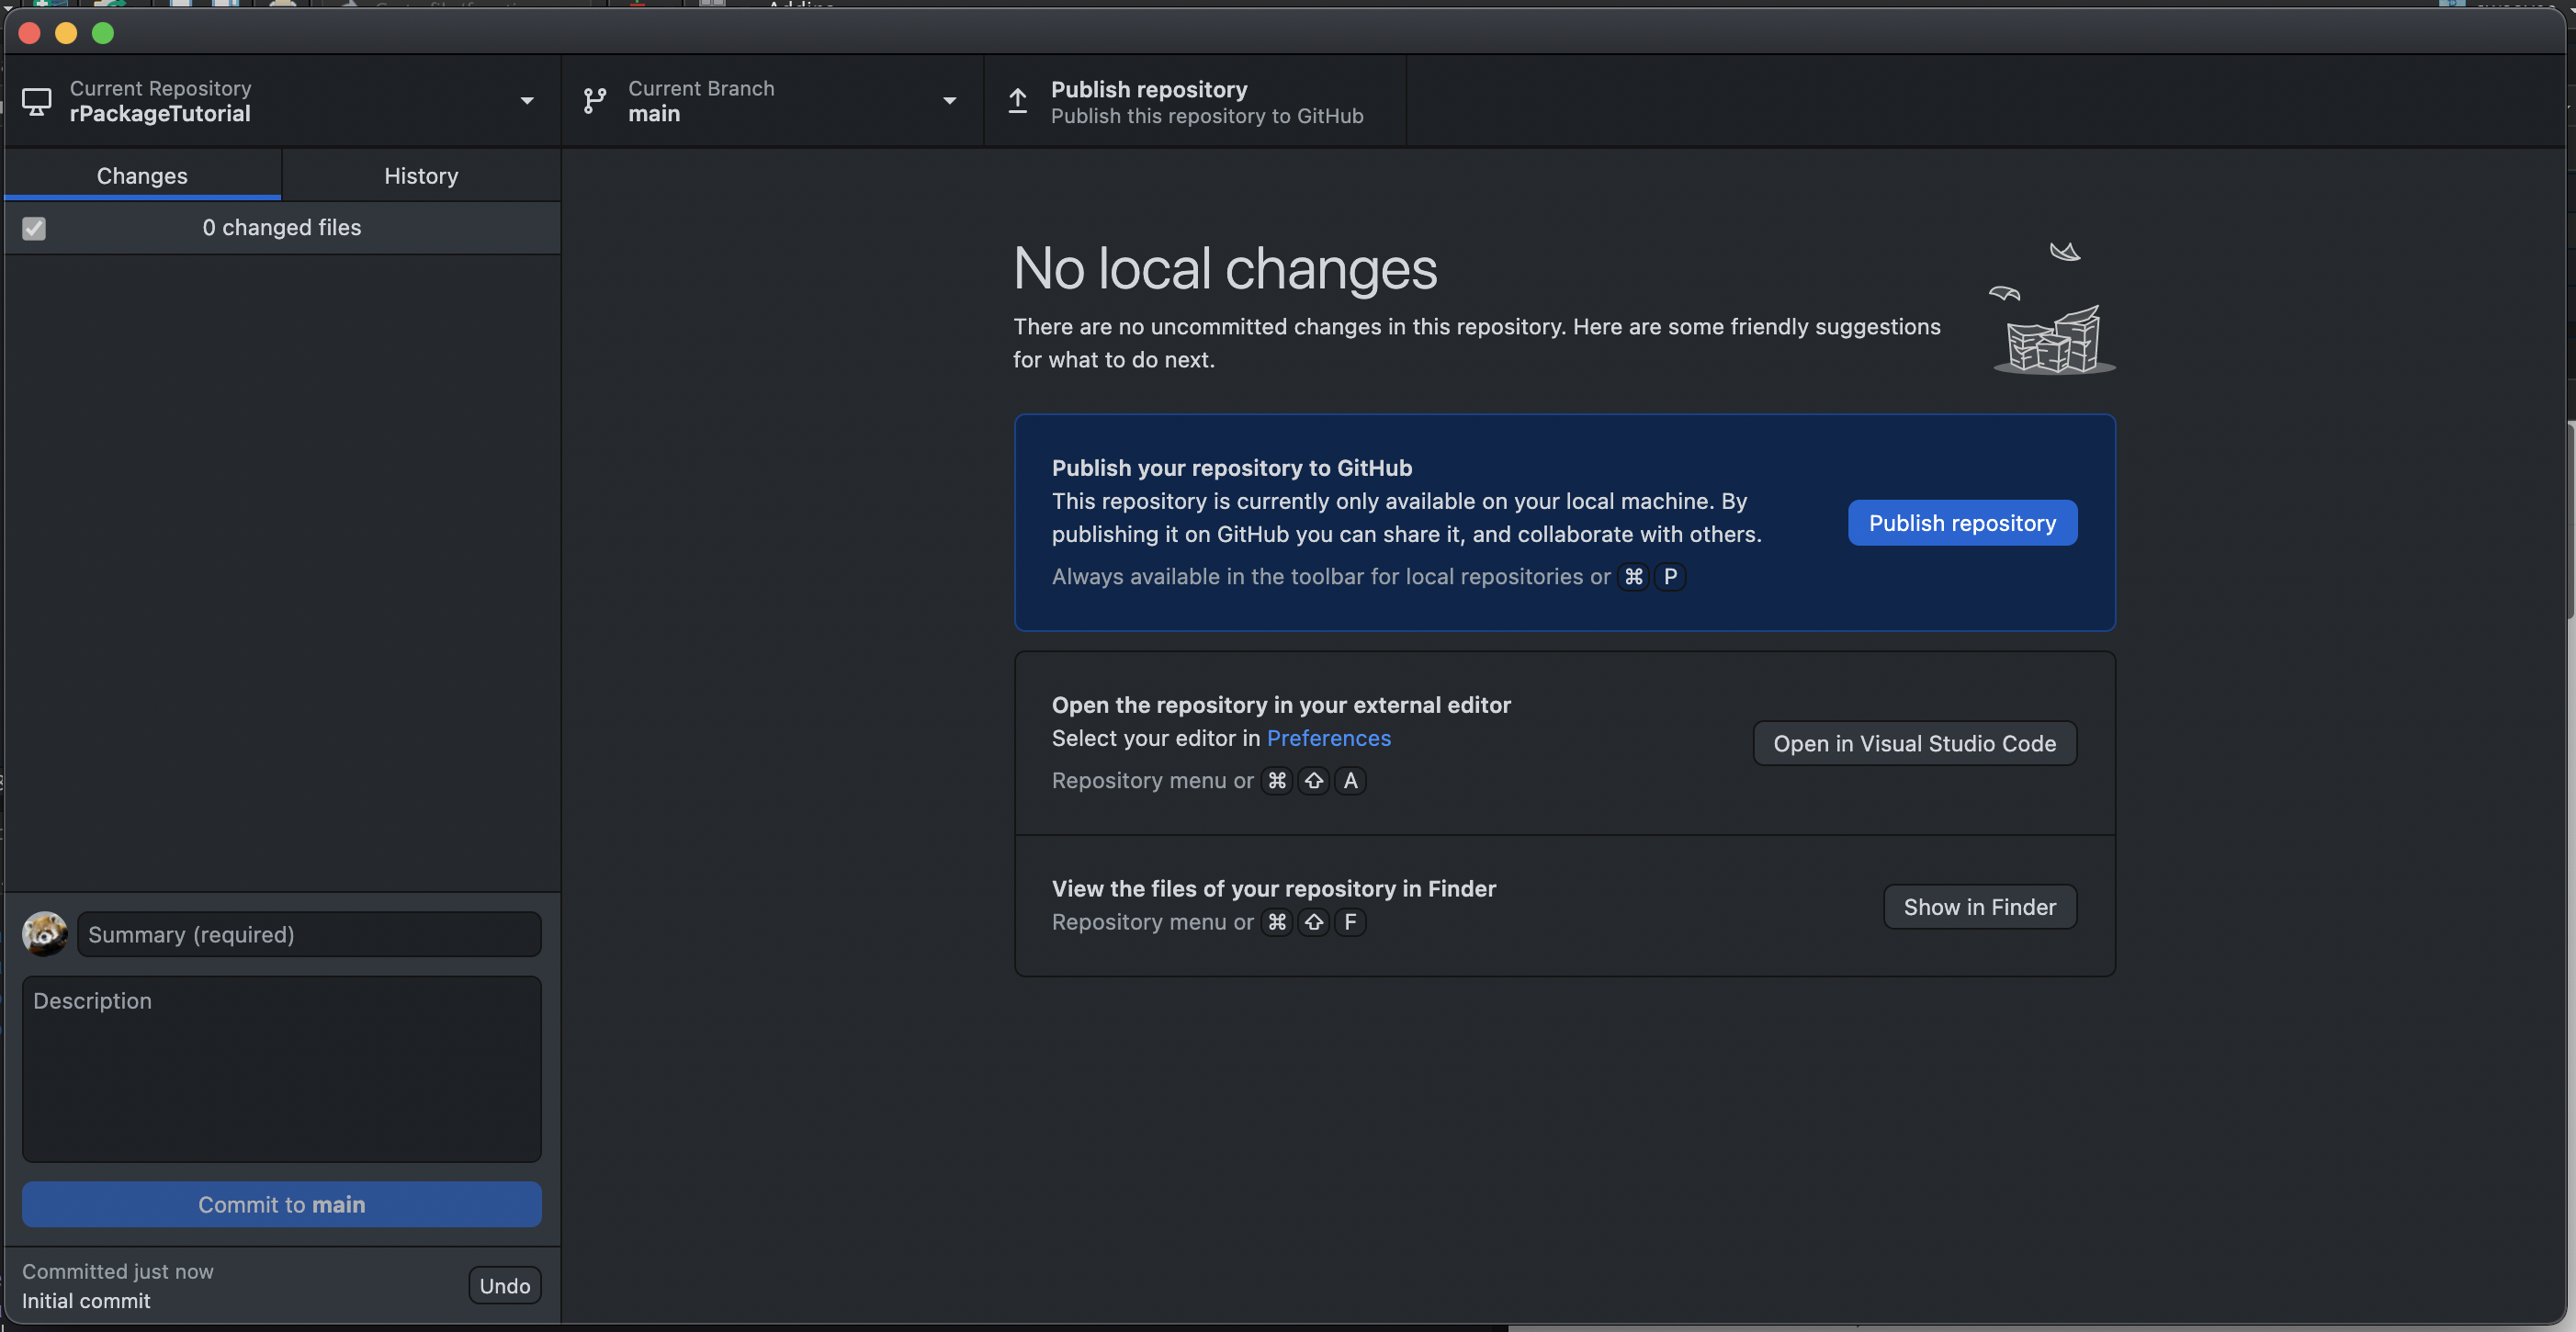 Current Repository
rPackageTutorial
Current Branch
main
Publish repository
Publish this repository to GitHub
Changes
History
0 changed files
No local changes
There are no uncommitted changes in this repository. Here are some friendly suggestions
for what to do next.
Publish your repository to GitHub
This repository is currently only available on your local machine. By
publishing it on GitHub you can share it, and collaborate with others.
Always available in the toolbar for local repositories or ⌘ P
Publish repository
Open the repository in your external editor
Select your editor in Preferences
Repository menu or ⌘ ⇧ A
Open in Visual Studio Code
View the files of your repository in Finder
Repository menu or ⌘ ⇧ F
Show in Finder
Summary (required)
Description
Commit to main
Committed just now
Initial commit
Undo